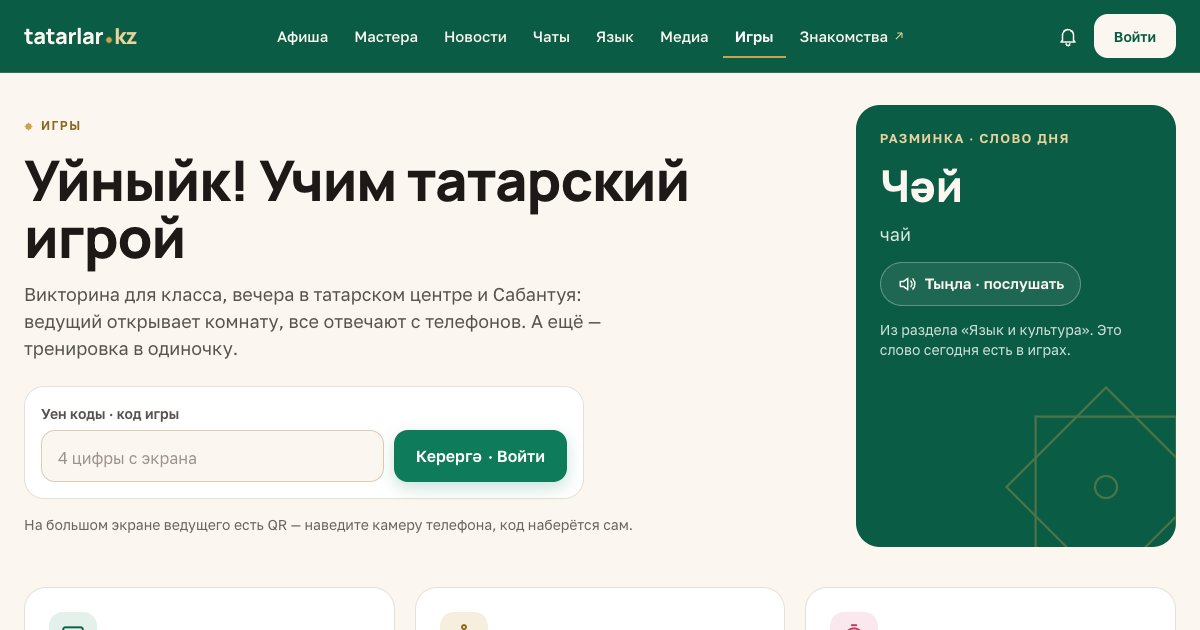 tatarlar.kz
Афиша Мастера Новости Чаты Язык Медиа Игры Знакомства ↗
Войти
ИГРЫ
Уйныйк! Учим татарский
игрой
Викторина для класса, вечера в татарском центре и Сабантуя:
ведущий открывает комнату, все отвечают с телефонов. А ещё —
тренировка в одиночку.
Уен коды · код игры
4 цифры с экрана
Керергә · Войти
На большом экране ведущего есть QR — наведите камеру телефона, код наберётся сам.
РАЗМИНКА · СЛОВО ДНЯ
Чәй
чай
Тыңла · послушать
Из раздела «Язык и культура». Это
слово сегодня есть в играх.